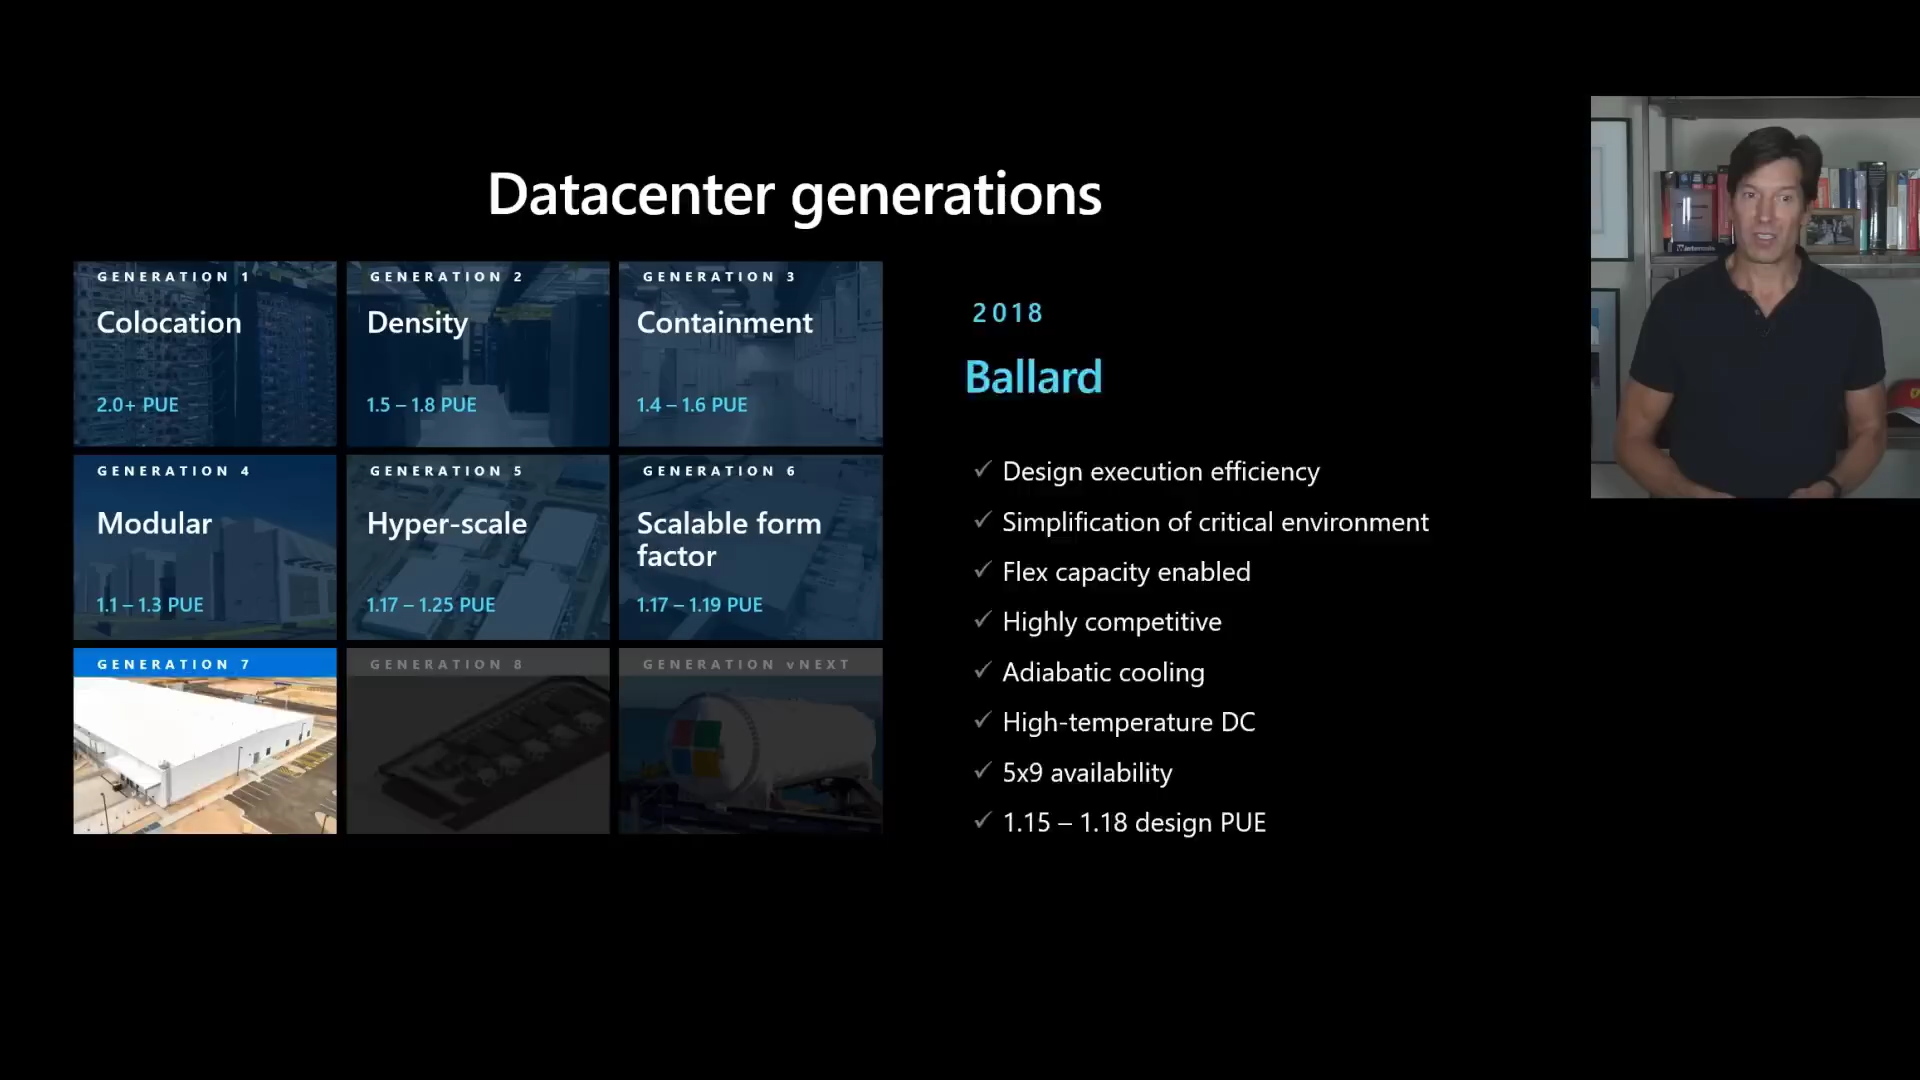 Datacenter generations
GENERATION 1
Colocation
2.0+ PUE
GENERATION 2
Density
1.5 – 1.8 PUE
GENERATION 3
Containment
1.4 – 1.6 PUE
GENERATION 4
Modular
1.1 – 1.3 PUE
GENERATION 5
Hyper-scale
1.17 – 1.25 PUE
GENERATION 6
Scalable form
factor
1.17 – 1.19 PUE
GENERATION 7
GENERATION 8
GENERATION vNEXT
2018
Ballard
✓ Design execution efficiency
✓ Simplification of critical environment
✓ Flex capacity enabled
✓ Highly competitive
✓ Adiabatic cooling
✓ High-temperature DC
✓ 5x9 availability
✓ 1.15 – 1.18 design PUE